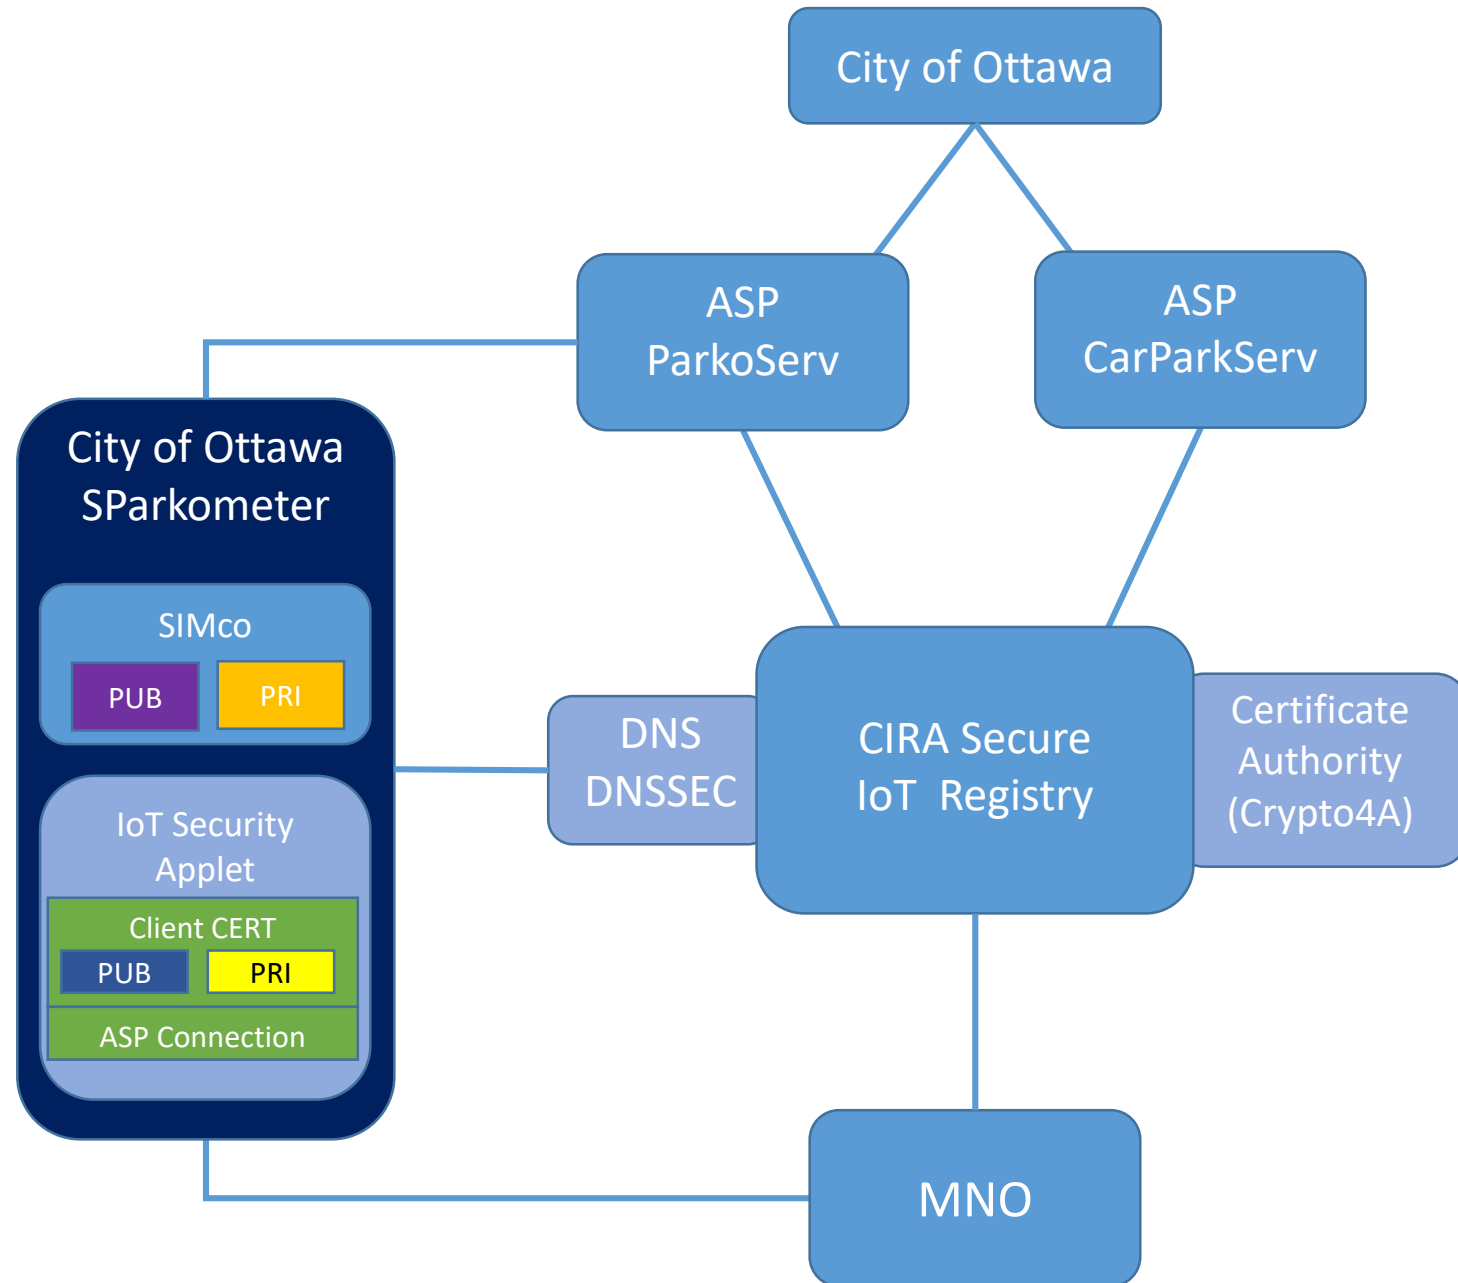 City of Ottawa
ASP
ParkoServ
ASP
CarParkServ
City of Ottawa
SParkometer
SIMco
PUB
PRI
IoT Security
Applet
Client CERT
PUB
PRI
ASP Connection
DNS
DNSSEC
CIRA Secure
IoT Registry
Certificate
Authority
(Crypto4A)
MNO